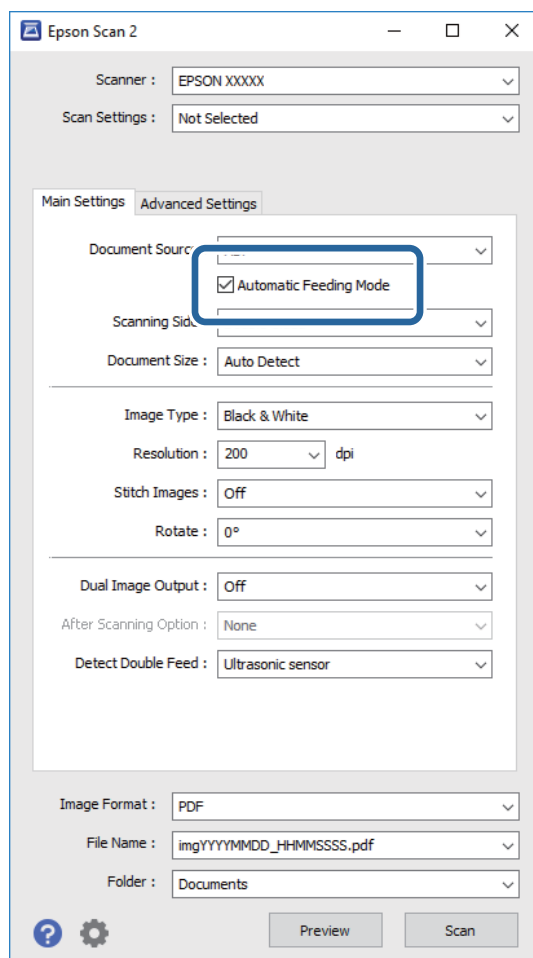 Epson Scan 2
Scanner : EPSON XXXXX
Scan Settings : Not Selected
Main Settings Advanced Settings
Document
Automatic Feeding Mode
Scanning
Document Size : Auto Detect
Image Type : Black & White
Resolution : 200 dpi
Stitch Images : Off
Rotate : 0°
Dual Image Output : Off
After Scanning Option : None
Detect Double Feed : Ultrasonic sensor
Image Format : PDF
File Name : imgYYYYMMDD_HHMMSSSS.pdf
Folder : Documents
? Preview Scan